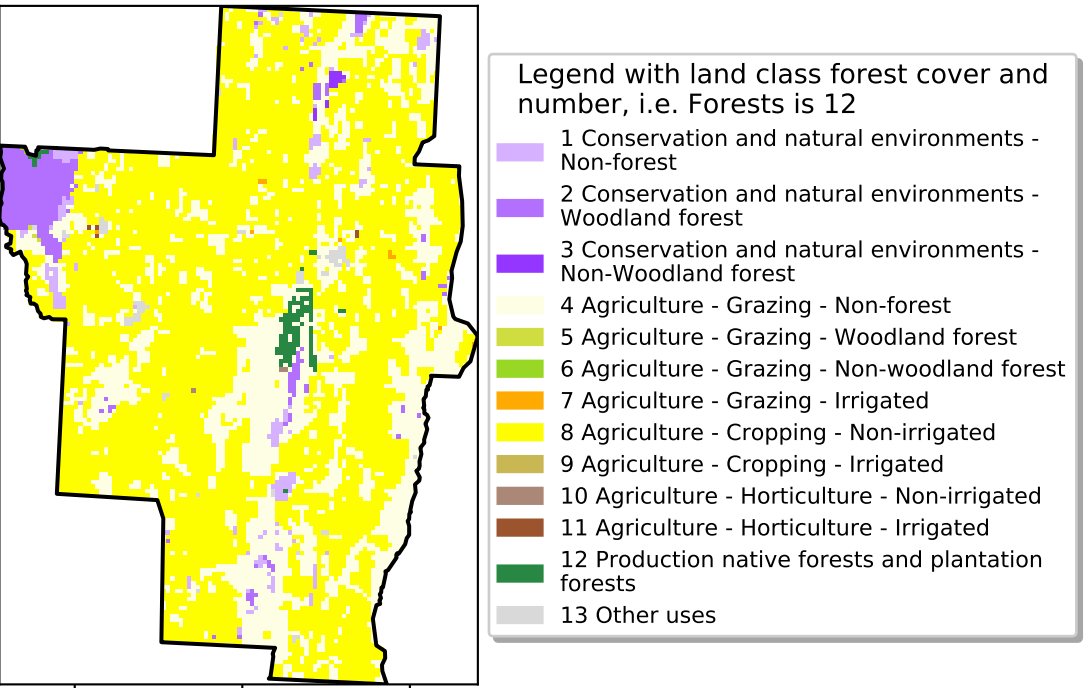 Legend with land class forest cover and
number, i.e. Forests is 12
1 Conservation and natural environments -
Non-forest
2 Conservation and natural environments -
Woodland forest
3 Conservation and natural environments -
Non-Woodland forest
4 Agriculture - Grazing - Non-forest
5 Agriculture - Grazing - Woodland forest
6 Agriculture - Grazing - Non-woodland forest
7 Agriculture - Grazing - Irrigated
8 Agriculture - Cropping - Non-irrigated
9 Agriculture - Cropping - Irrigated
10 Agriculture - Horticulture - Non-irrigated
11 Agriculture - Horticulture - Irrigated
12 Production native forests and plantation
forests
13 Other uses